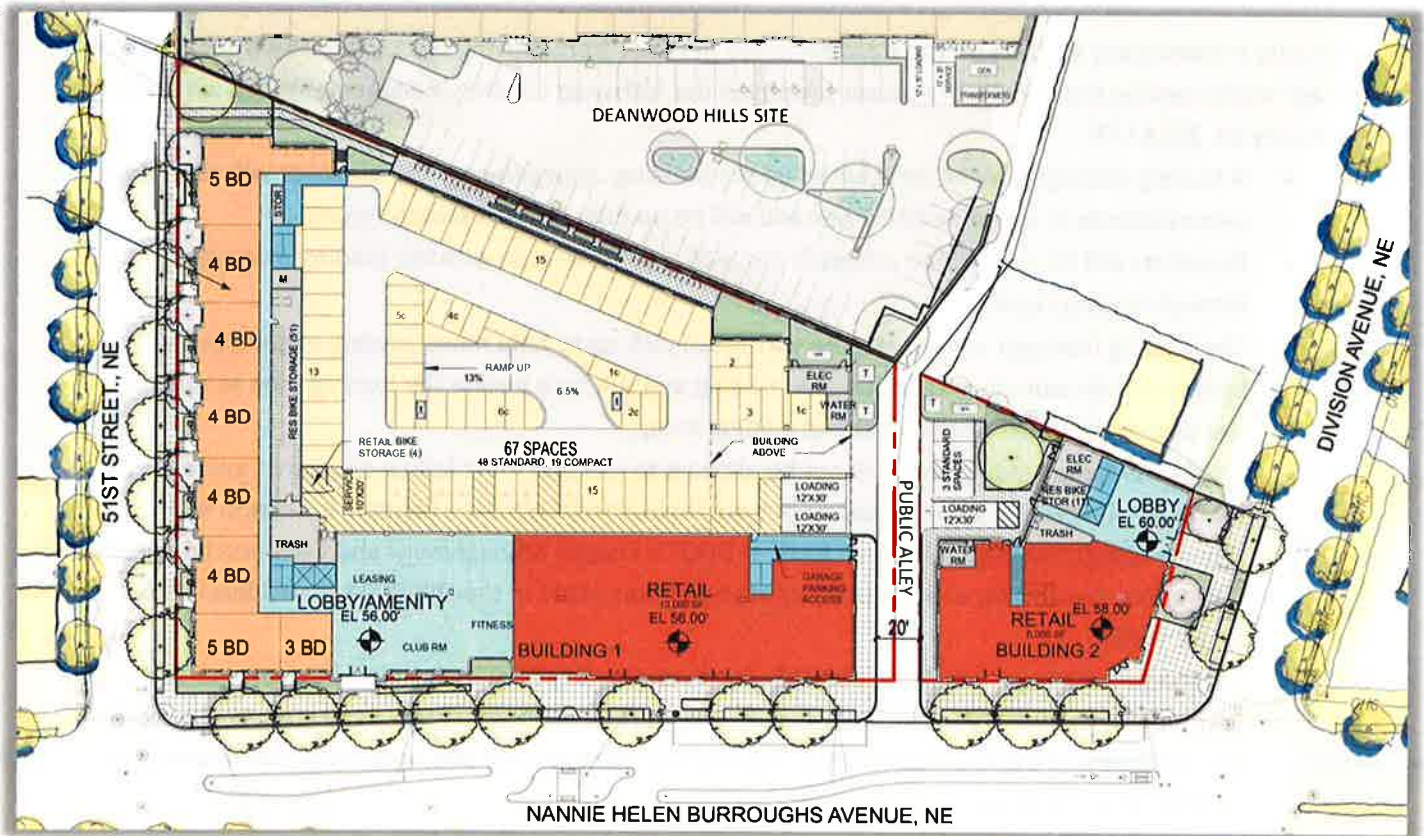 DEANWOOD HILLS SITE
GEN
TRANSFORMER
5 BD
STOR
4 BD
M
4 BD
RES BIKE STORAGE (51)
4 BD
4 BD
4 BD
5 BD
3 BD
51ST STREET, NE
13
15
5c
4c
RAMP UP
13%
6.5%
1c
6c
2c
67 SPACES
48 STANDARD, 19 COMPACT
RETAIL BIKE
STORAGE (4)
SERVICE
10'X20'
15
2
3
1c
ELEC
RM
WATER
RM
T
T
BUILDING
ABOVE
LOADING
12'X30'
LOADING
12'X30'
TRASH
LEASING
LOBBY/AMENITY
EL 56.00'
CLUB RM
FITNESS
RETAIL
EL 56.00'
BUILDING 1
GARAGE
PARKING
ACCESS
PUBLIC ALLEY
20'
T
3 STANDARD
SPACES
LOADING
12'X30'
ELEC
RM
RES BIKE
STOR (11)
TRASH
LOBBY
EL 60.00'
WATER
RM
RETAIL
EL 58.00'
BUILDING 2
DIVISION AVENUE, NE
NANNIE HELEN BURROUGHS AVENUE, NE